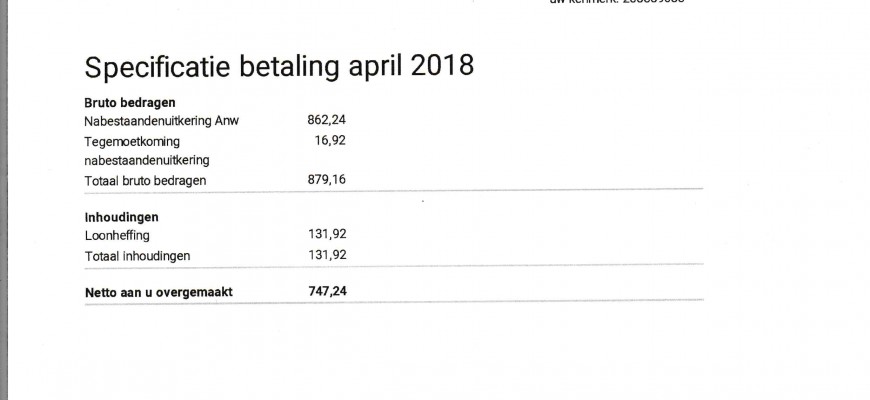 Specificatie betaling april 2018
Bruto bedragen
Nabestaandenuitkering Anw 862,24
Tegemoetkoming 16,92
nabestaandenuitkering
Totaal bruto bedragen 879,16
Inhoudingen
Loonheffing 131,92
Totaal inhoudingen 131,92
Netto aan u overgemaakt 747,24